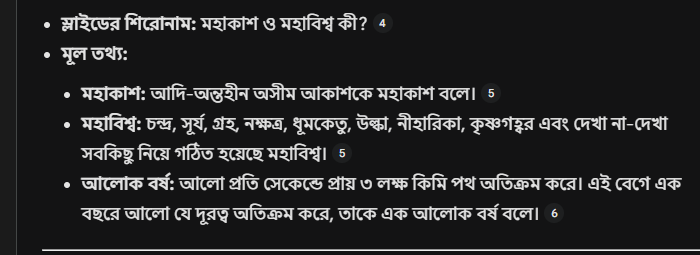 • স্লাইডের শিরোনাম: মহাকাশ ও মহাবিশ্ব কী? 4
• মূল তথ্য:
• মহাকাশ: আদি-অন্তহীন অসীম আকাশকে মহাকাশ বলে। 5
• মহাবিশ্ব: চন্দ্র, সূর্য, গ্রহ, নক্ষত্র, ধূমকেতু, উল্কা, নীহারিকা, কৃষ্ণগহ্বর এবং দেখা না-দেখা
সবকিছু নিয়ে গঠিত হয়েছে মহাবিশ্ব। 5
• আলোক বর্ষ: আলো প্রতি সেকেন্ডে প্রায় ৩ লক্ষ কিমি পথ অতিক্রম করে। এই বেগে এক
বছরে আলো যে দূরত্ব অতিক্রম করে, তাকে এক আলোক বর্ষ বলে। 6